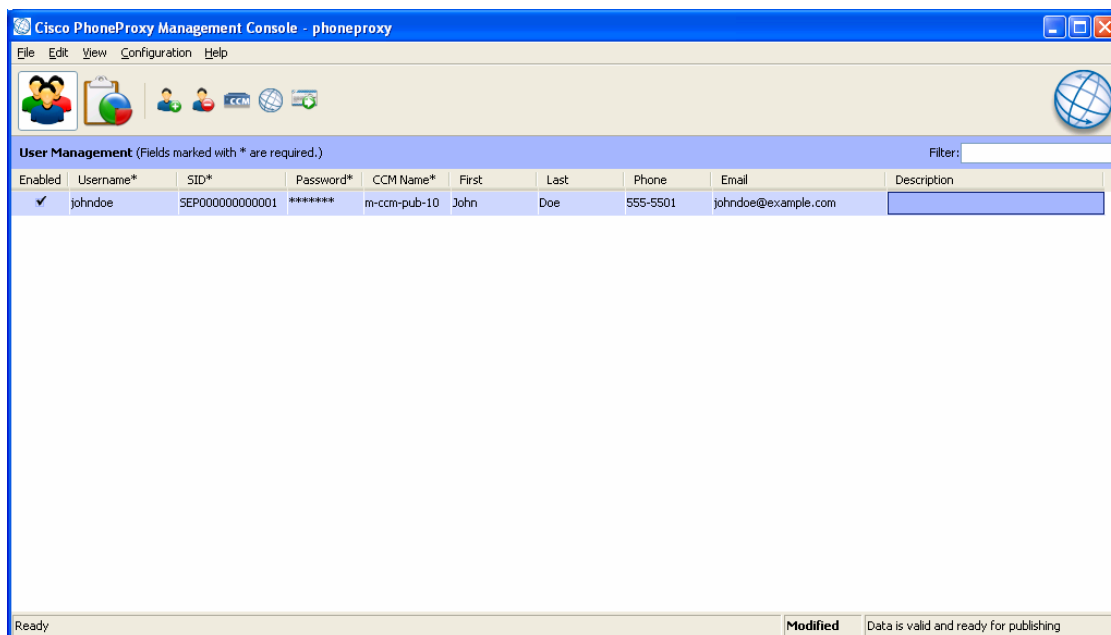 Cisco PhoneProxy Management Console - phoneproxy
File Edit View Configuration Help
CCM
User Management (Fields marked with * are required.) Filter:
Enabled Username* SID* Password* CCM Name* First Last Phone Email Description
johndoe SEP000000000001 ******* m-ccm-pub-10 John Doe 555-5501 johndoe@example.com
Ready Modified Data is valid and ready for publishing